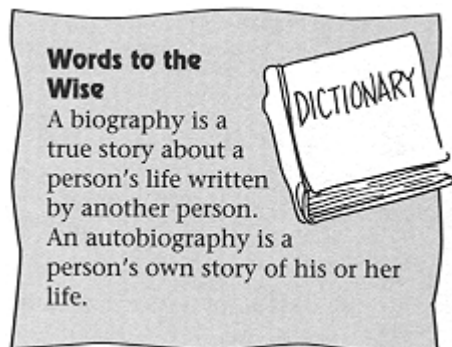 Words to the
Wise
DICTIONARY
A biography is a
true story about a
person's life written
by another person.
An autobiography is a
person's own story of his or her
life.